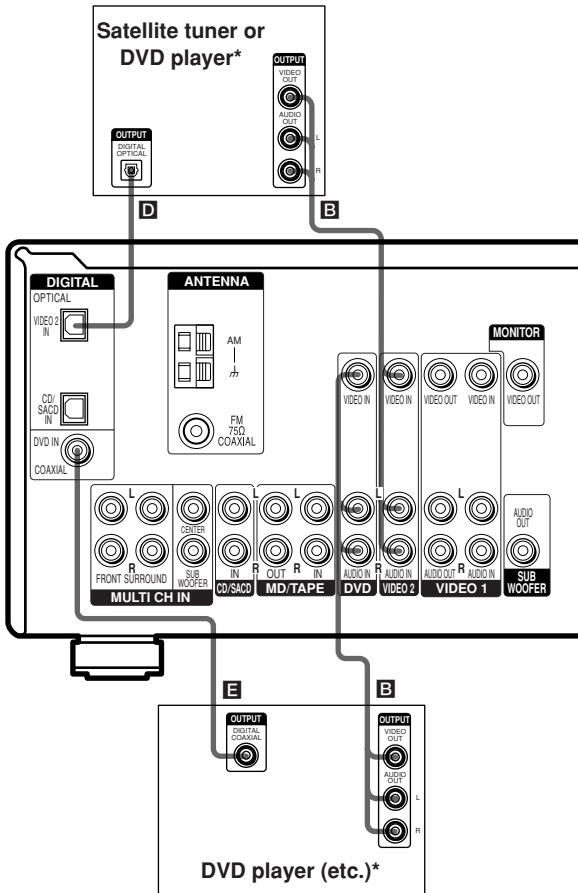 Satellite tuner or
DVD player*
OUTPUT
VIDEO
OUT
AUDIO
OUT
L
R
OUTPUT
DIGITAL
OPTICAL
D
B
DIGITAL
OPTICAL
VIDEO 2
IN
CD/
SACD
IN
DVD IN
COAXIAL
ANTENNA
AM
FM
75Ω
COAXIAL
MONITOR
VIDEO IN
VIDEO IN
VIDEO OUT
VIDEO IN
VIDEO OUT
L
CENTER
L
L
L
L
AUDIO
OUT
R
FRONT SURROUND
SUB
WOOFER
MULTI CH IN
IN
R
CD/SACD
OUT
R
IN
MD/TAPE
AUDIO IN
R
DVD
AUDIO IN
VIDEO 2
AUDIO OUT
R
AUDIO IN
VIDEO 1
SUB
WOOFER
E
B
OUTPUT
DIGITAL
COAXIAL
OUTPUT
VIDEO
OUT
AUDIO
OUT
L
R
DVD player (etc.)*